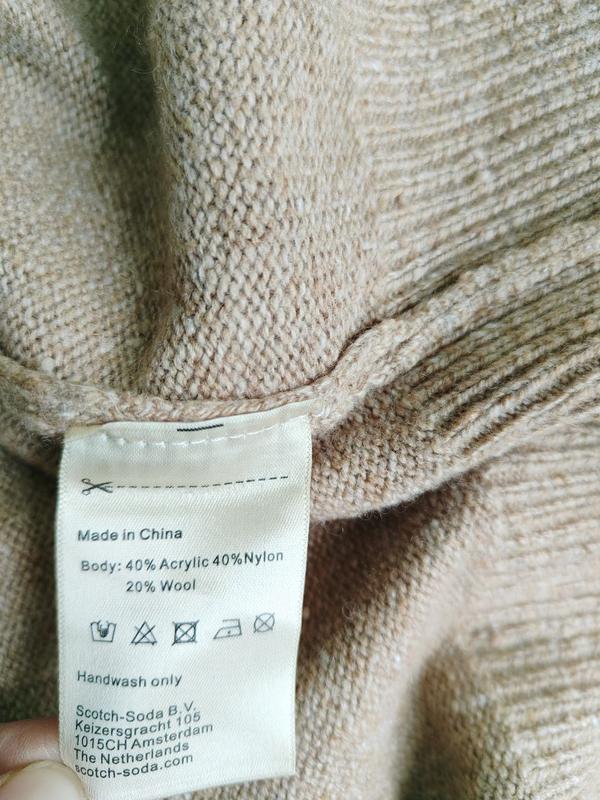 Made in China
Body: 40% Acrylic 40%Nylon
20% Wool
Handwash only
Scotch-Soda B.V.
Keizersgracht 105
1015CH Amsterdam
The Netherlands
scotch-soda.com